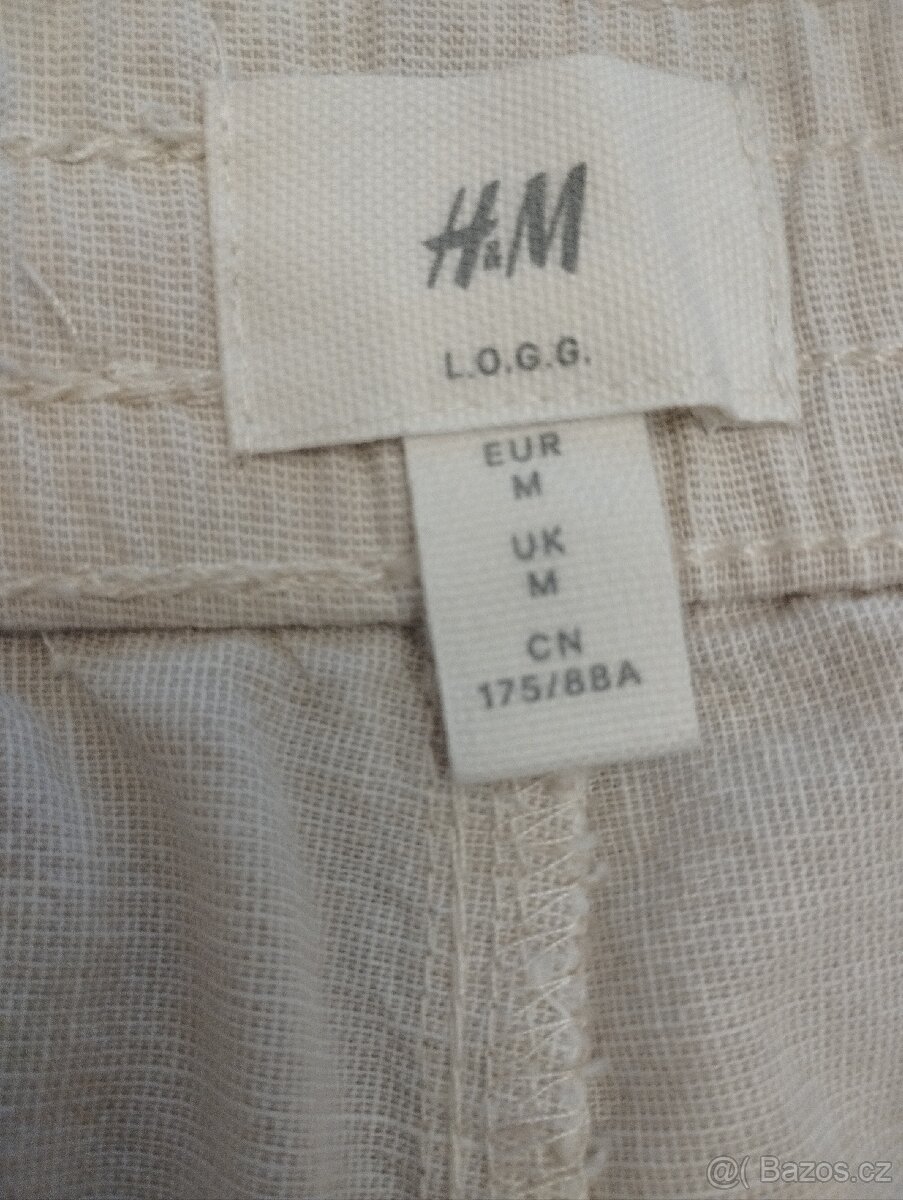 H&M
L.O.G.G.
EUR
M
UK
M
CN
175/88A
@( Bazos.cz